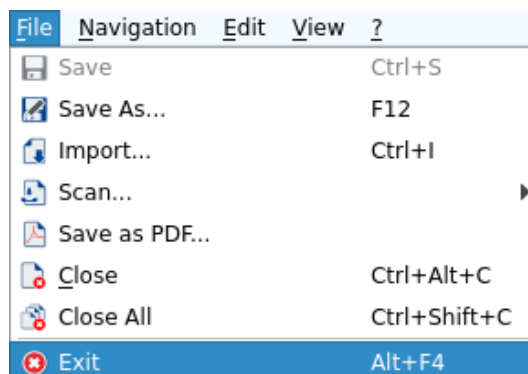 File Navigation Edit View ?
Save Ctrl+S
Save As... F12
Import... Ctrl+I
Scan...
Save as PDF...
Close Ctrl+Alt+C
Close All Ctrl+Shift+C
Exit Alt+F4